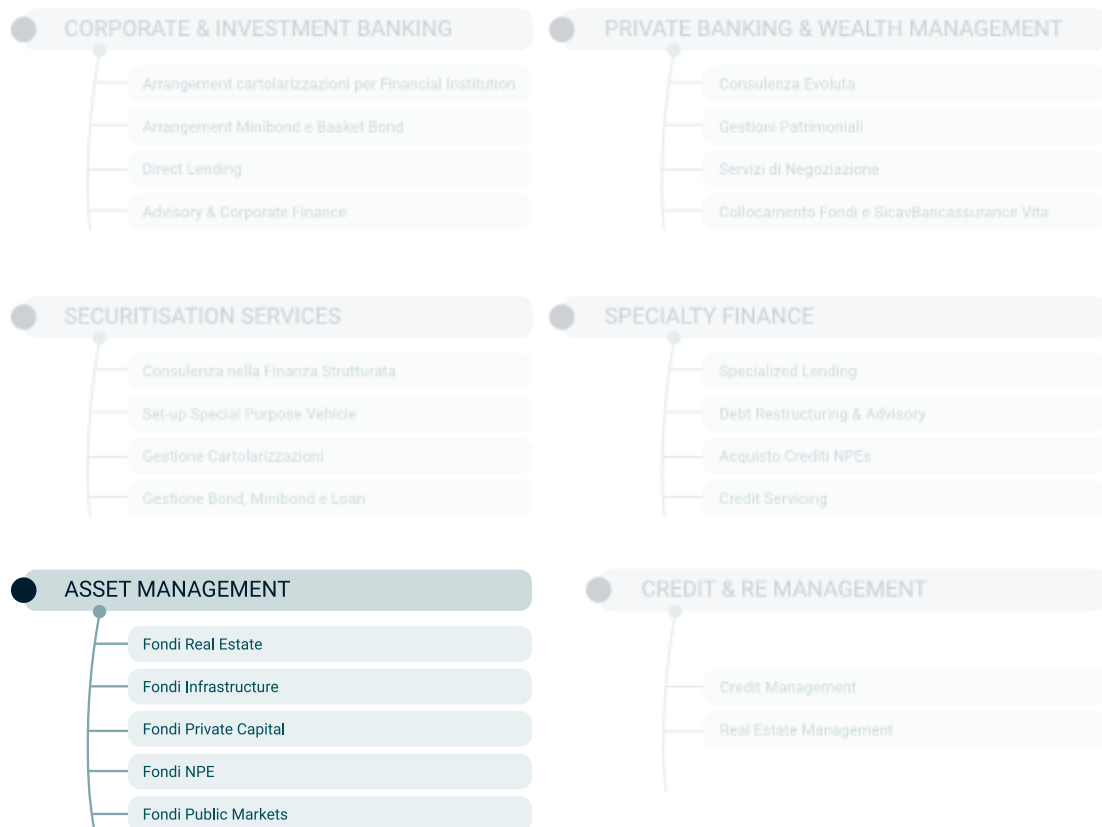 CORPORATE & INVESTMENT BANKING
Arrangement cartolarizzazioni per Financial Institution
Arrangement Minibond e Basket Bond
Direct Lending
Advisory & Corporate Finance
PRIVATE BANKING & WEALTH MANAGEMENT
Consulenza Evoluta
Gestioni Patrimoniali
Servizi di Negoziazione
Collocamento Fondi e SicavBancassurance Vita
SECURITISATION SERVICES
Consulenza nella Finanza Strutturata
Set-up Special Purpose Vehicle
Gestione Cartolarizzazioni
Gestione Bond, Minibond e Loan
SPECIALTY FINANCE
Specialized Lending
Debt Restructuring & Advisory
Acquisto Crediti NPEs
Credit Servicing
ASSET MANAGEMENT
Fondi Real Estate
Fondi Infrastructure
Fondi Private Capital
Fondi NPE
Fondi Public Markets
CREDIT & RE MANAGEMENT
Credit Management
Real Estate Management